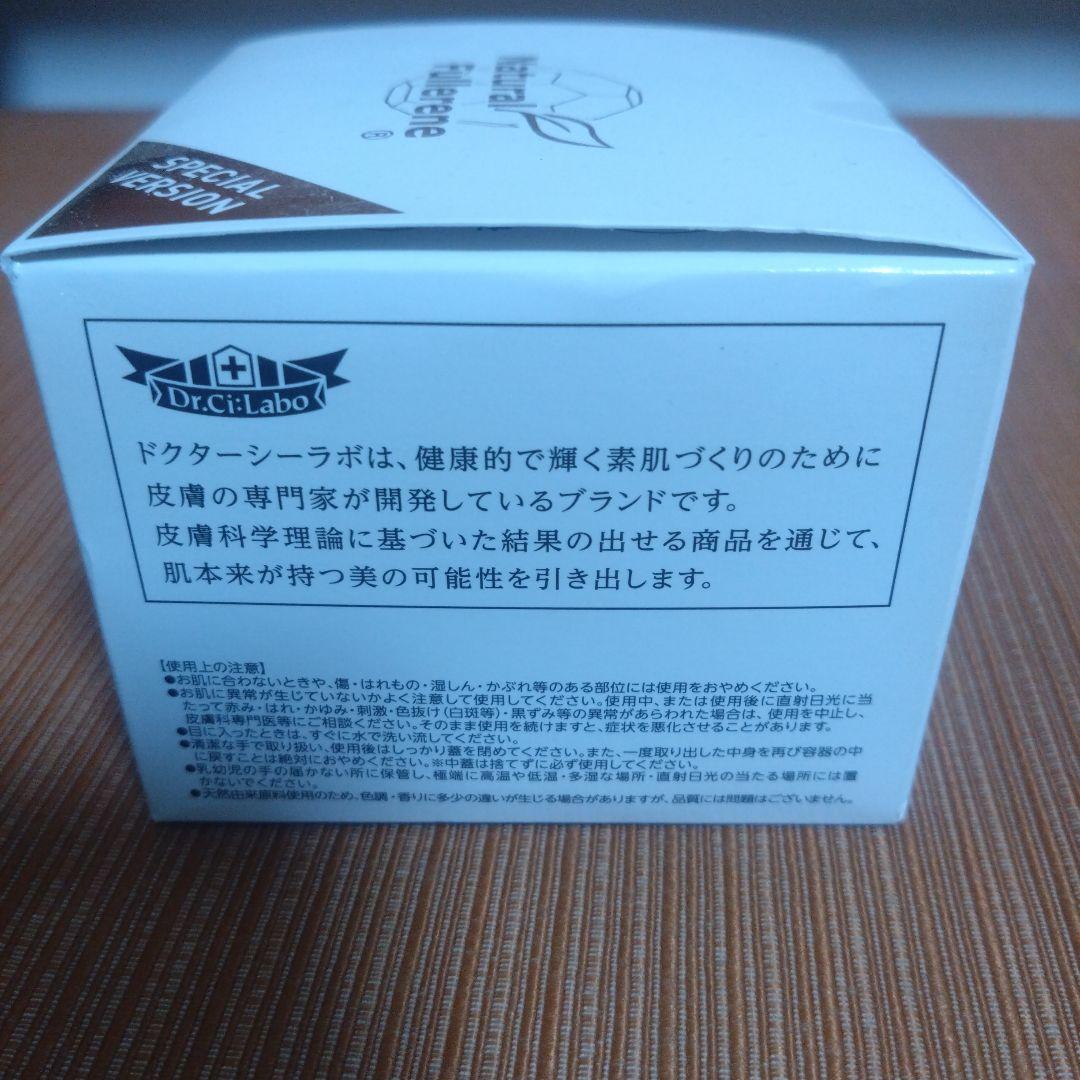 Natural
Fullerene
®
SPECIAL
VERSION
Dr.Ci:Labo
ドクターシーラボは、健康的で輝く素肌づくりのために
皮膚の専門家が開発しているブランドです。
皮膚科学理論に基づいた結果の出せる商品を通じて、
肌本来が持つ美の可能性を引き出します。
【使用上の注意】
●お肌に合わないときや、傷・はれもの・湿しん・かぶれ等のある部位には使用をおやめください。
●お肌に異常が生じていないかよく注意して使用してください。使用中、または使用後に直射日光に当
たって赤み・はれ・かゆみ・刺激・色抜け(白斑等)・黒ずみ等の異常があらわれた場合は、使用を中止し、
皮膚科専門医等にご相談ください。そのまま使用を続けますと、症状を悪化させることがあります。
●目に入ったときは、すぐに水で洗い流してください。
●清潔な手で取り扱い、使用後はしっかり蓋を閉めてください。また、一度取り出した中身を再び容器の中
に戻すことは絶対におやめください。※中蓋は捨てずに必ず使用してください。
●乳幼児の手の届かない所に保管し、極端に高温や低温・多湿な場所・直射日光の当たる場所には置
かないでください。
●天然由来原料使用のため、色調・香りに多少の違いが生じる場合がありますが、品質には問題はございません。